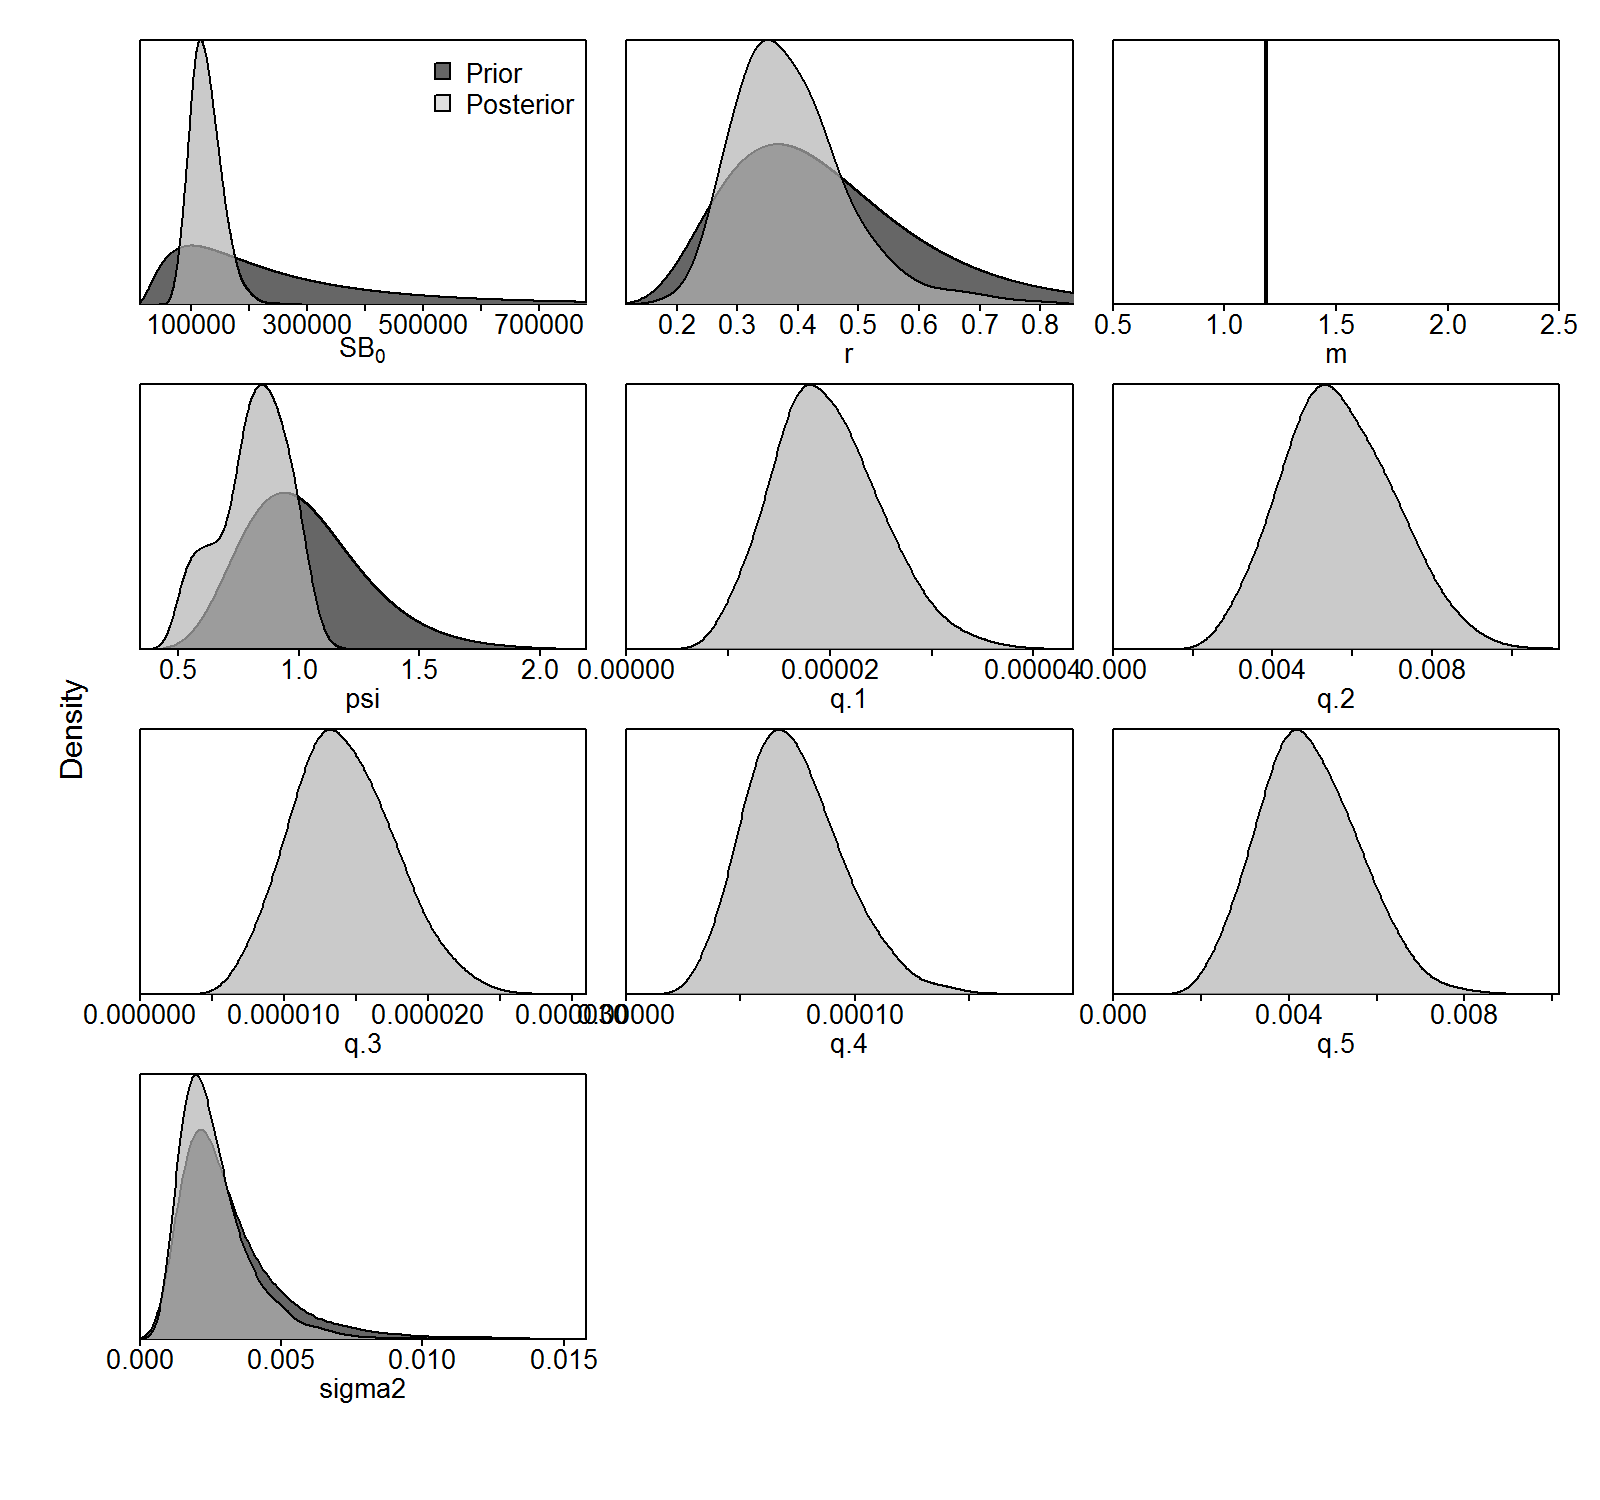 Prior
Posterior
100000 300000 500000 700000
SB₀
0.2 0.3 0.4 0.5 0.6 0.7 0.8
r
0.5 1.0 1.5 2.0 2.5
m
0.5 1.0 1.5 2.0
psi
0.00000 0.00002 0.00004
q.1
0.000 0.004 0.008
q.2
Density
0.000000 0.000010 0.000020 0.000030
q.3
0.00000 0.00010
q.4
0.000 0.004 0.008
q.5
0.000 0.005 0.010 0.015
sigma2